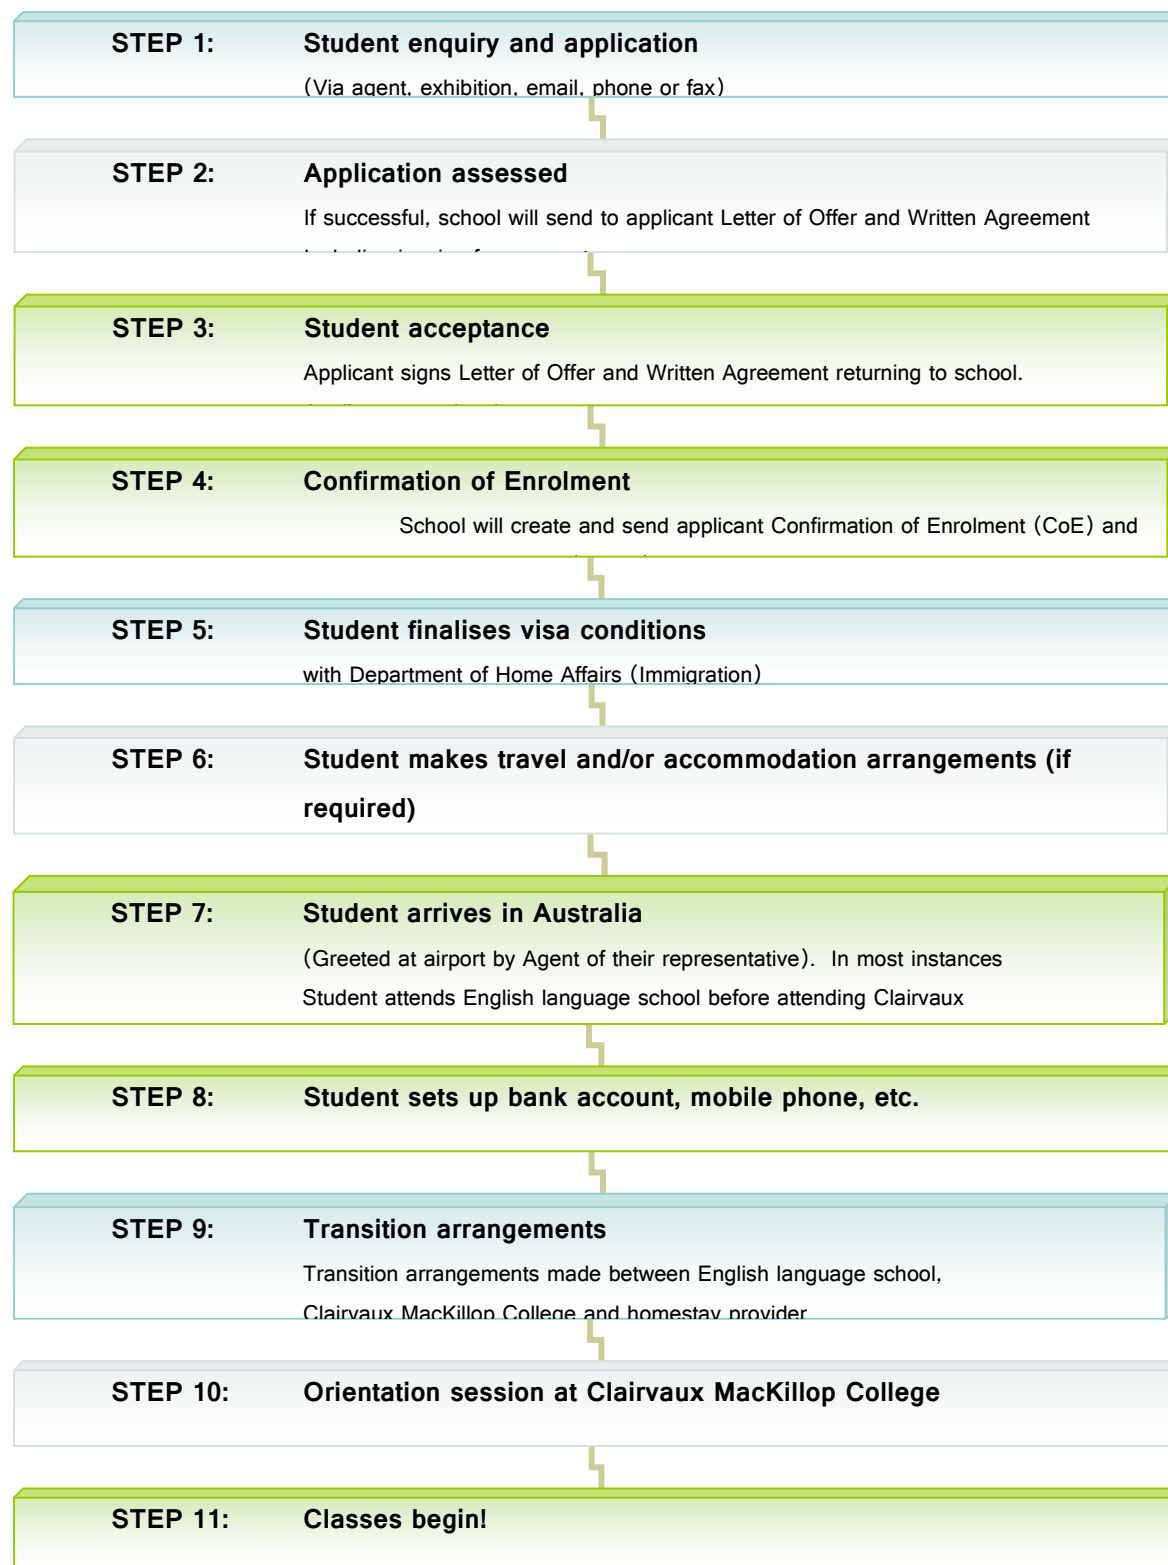 STEP 1: Student enquiry and application
(Via agent, exhibition, email, phone or fax)
STEP 2: Application assessed
If successful, school will send to applicant Letter of Offer and Written Agreement
STEP 3: Student acceptance
Applicant signs Letter of Offer and Written Agreement returning to school.
STEP 4: Confirmation of Enrolment
School will create and send applicant Confirmation of Enrolment (CoE) and
STEP 5: Student finalises visa conditions
with Department of Home Affairs (Immigration)
STEP 6: Student makes travel and/or accommodation arrangements (if
required)
STEP 7: Student arrives in Australia
(Greeted at airport by Agent of their representative). In most instances
Student attends English language school before attending Clairvaux
STEP 8: Student sets up bank account, mobile phone, etc.
STEP 9: Transition arrangements
Transition arrangements made between English language school,
Clairvaux MacKillop College and homestay provider
STEP 10: Orientation session at Clairvaux MacKillop College
STEP 11: Classes begin!